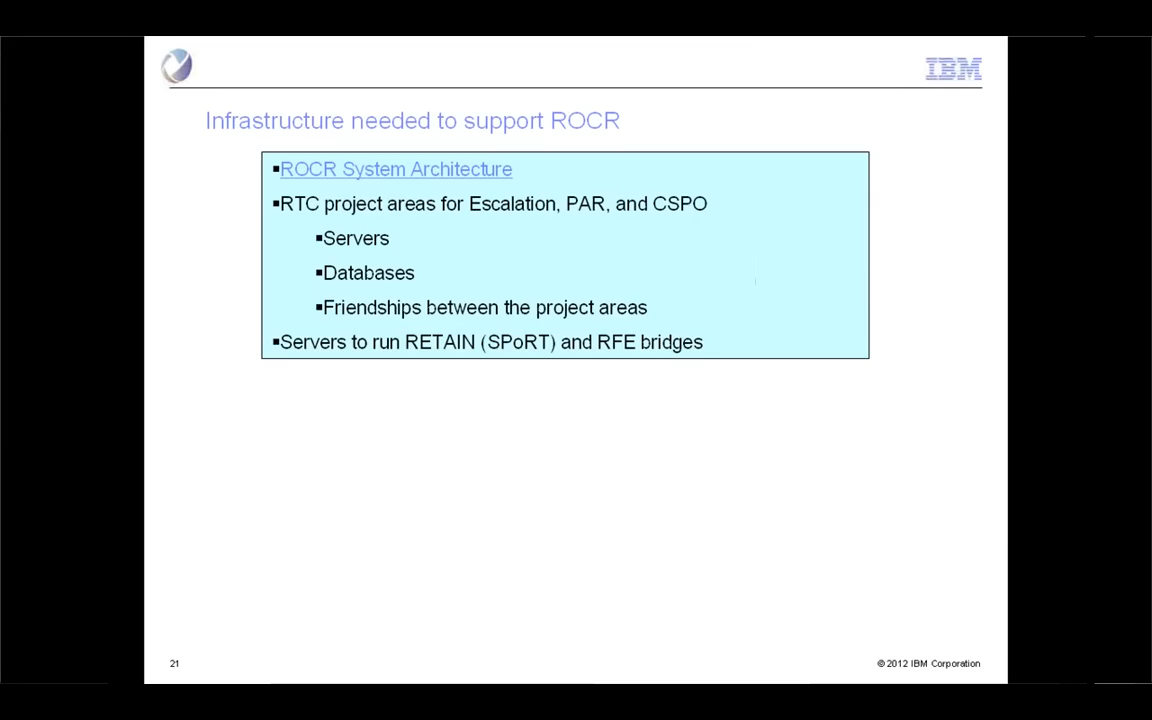 IBM
Infrastructure needed to support ROCR
▪ROCR System Architecture
▪RTC project areas for Escalation, PAR, and CSPO
▪Servers
▪Databases
▪Friendships between the project areas
▪Servers to run RETAIN (SPoRT) and RFE bridges
21
© 2012 IBM Corporation